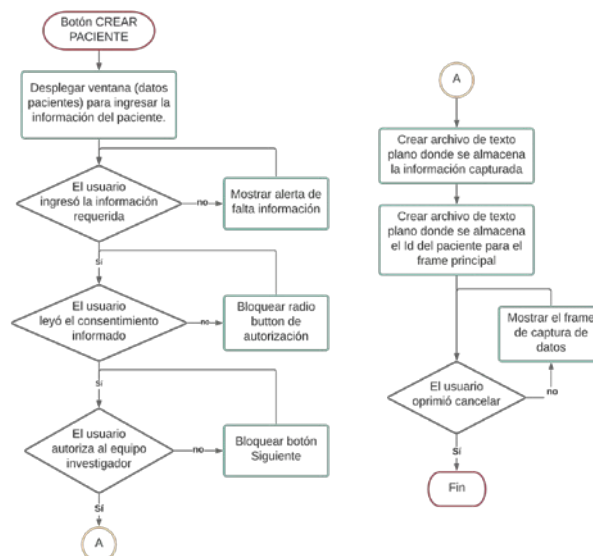 Botón CREAR
PACIENTE
Desplegar ventana (datos
pacientes) para ingresar la
información del paciente.
El usuario
ingresó la información
requerida
no
Mostrar alerta de
falta información
sí
El usuario
leyó el consentimiento
informado
no
Bloquear radio
button de
autorización
sí
El usuario
autoriza al equipo
investigador
no
Bloquear botón
Siguiente
sí
A
A
Crear archivo de texto
plano donde se almacena
la información capturada
Crear archivo de texto
plano donde se almacena
el Id del paciente para el
frame principal
Mostrar el frame
de captura de
datos
El usuario
oprimió cancelar
no
Sí
Fin